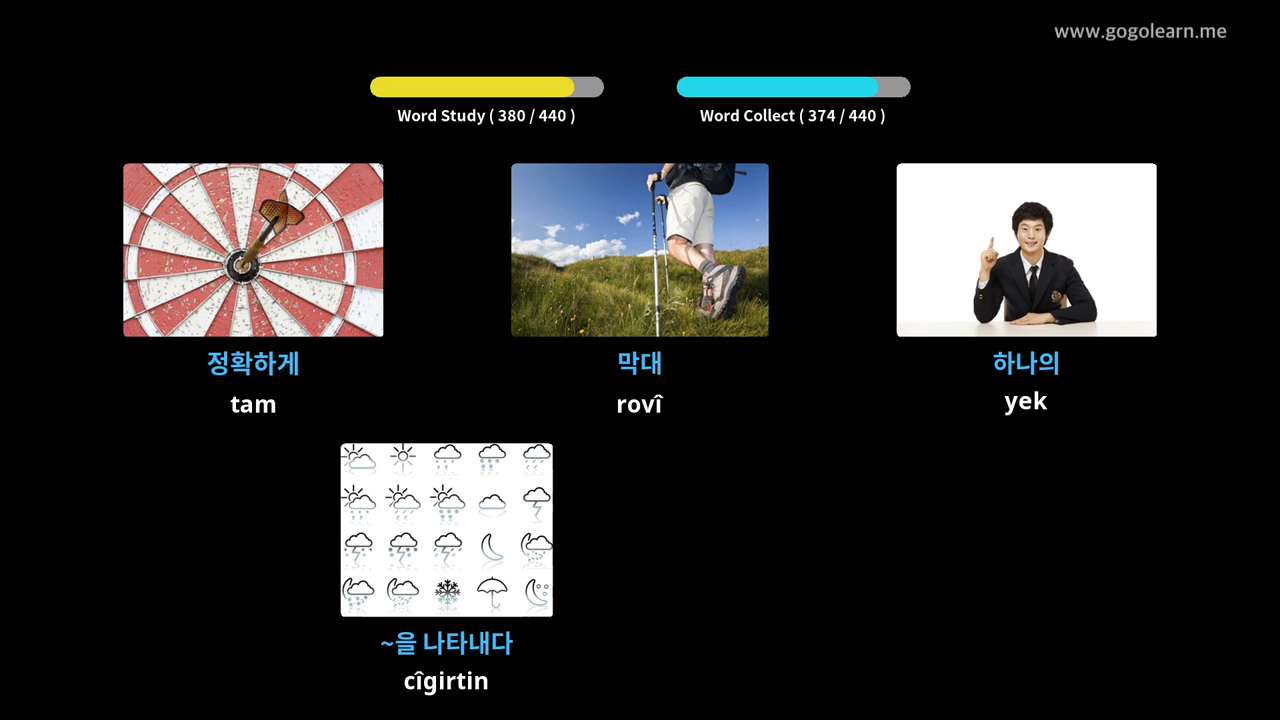 www.gogolearn.me
Word Study ( 380 / 440 )
Word Collect ( 374 / 440 )
정확하게
tam
막대
rovî
하나의
yek
~을 나타내다
cîgirtin